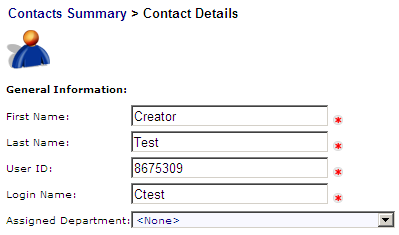 Contacts Summary > Contact Details
General Information:
First Name: Creator *
Last Name: Test *
User ID: 8675309 *
Login Name: Ctest *
Assigned Department: <None>